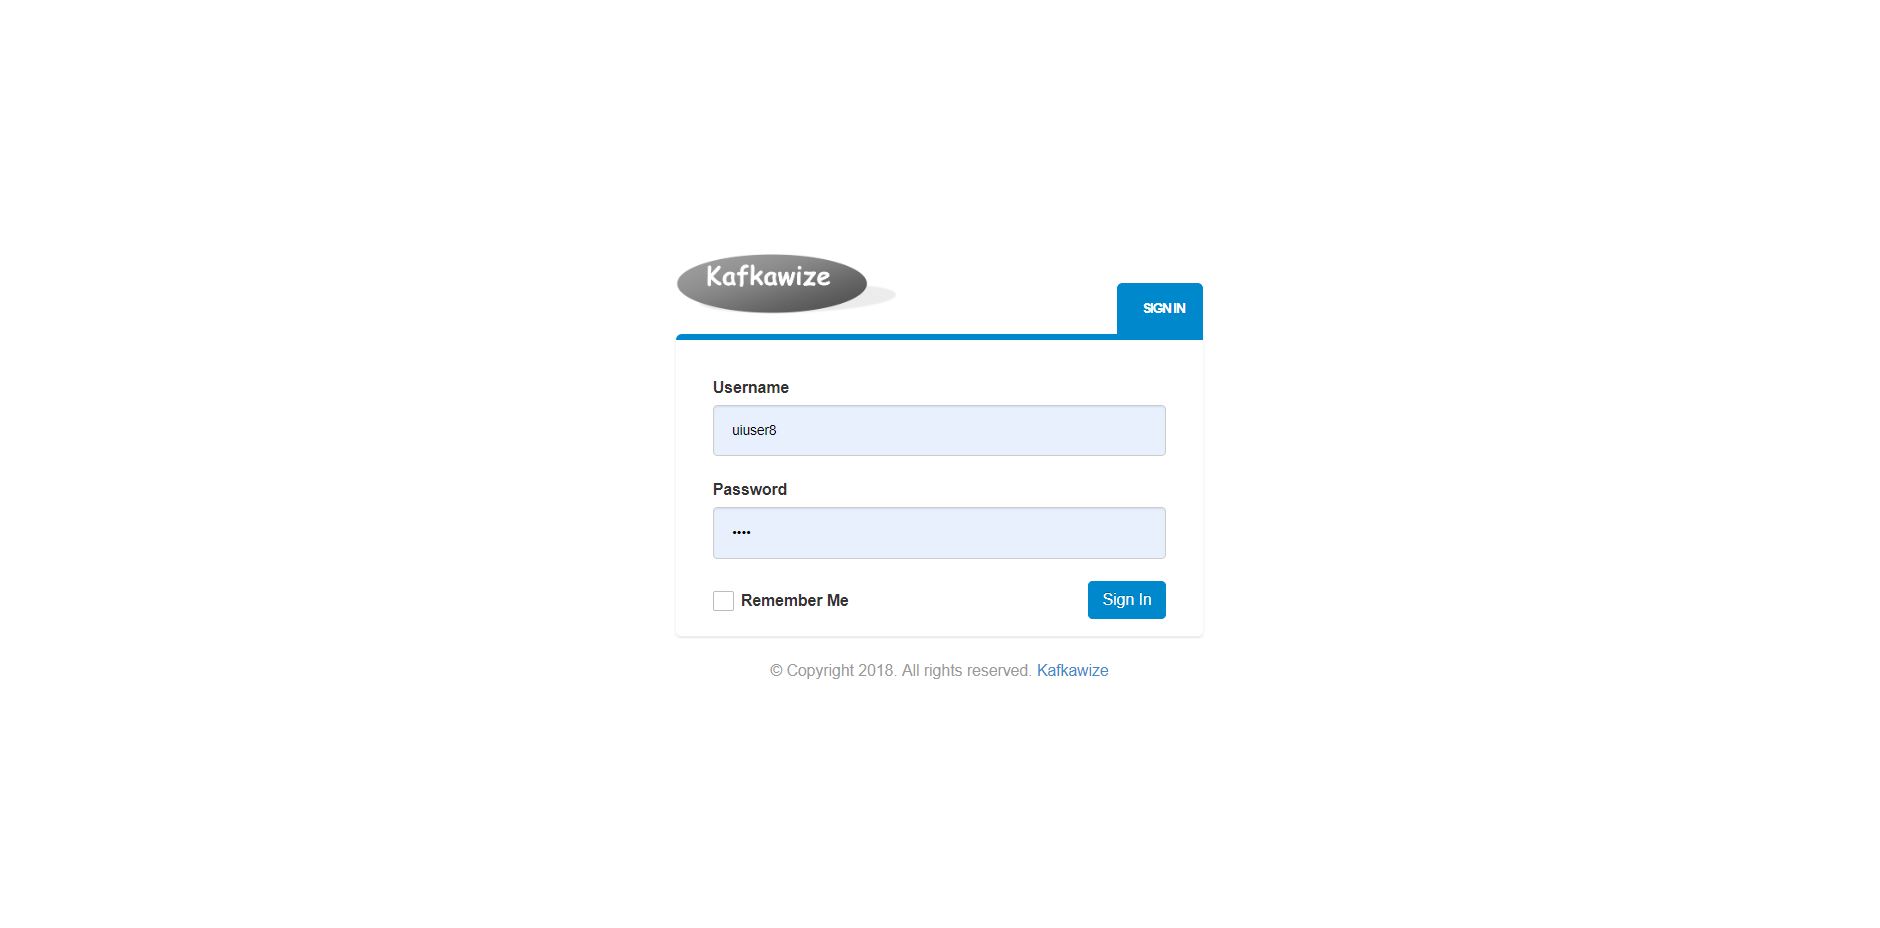 Kafkawize
SIGN IN
Username
uiuser8
Password
••••
Remember Me
Sign In
© Copyright 2018. All rights reserved. Kafkawize